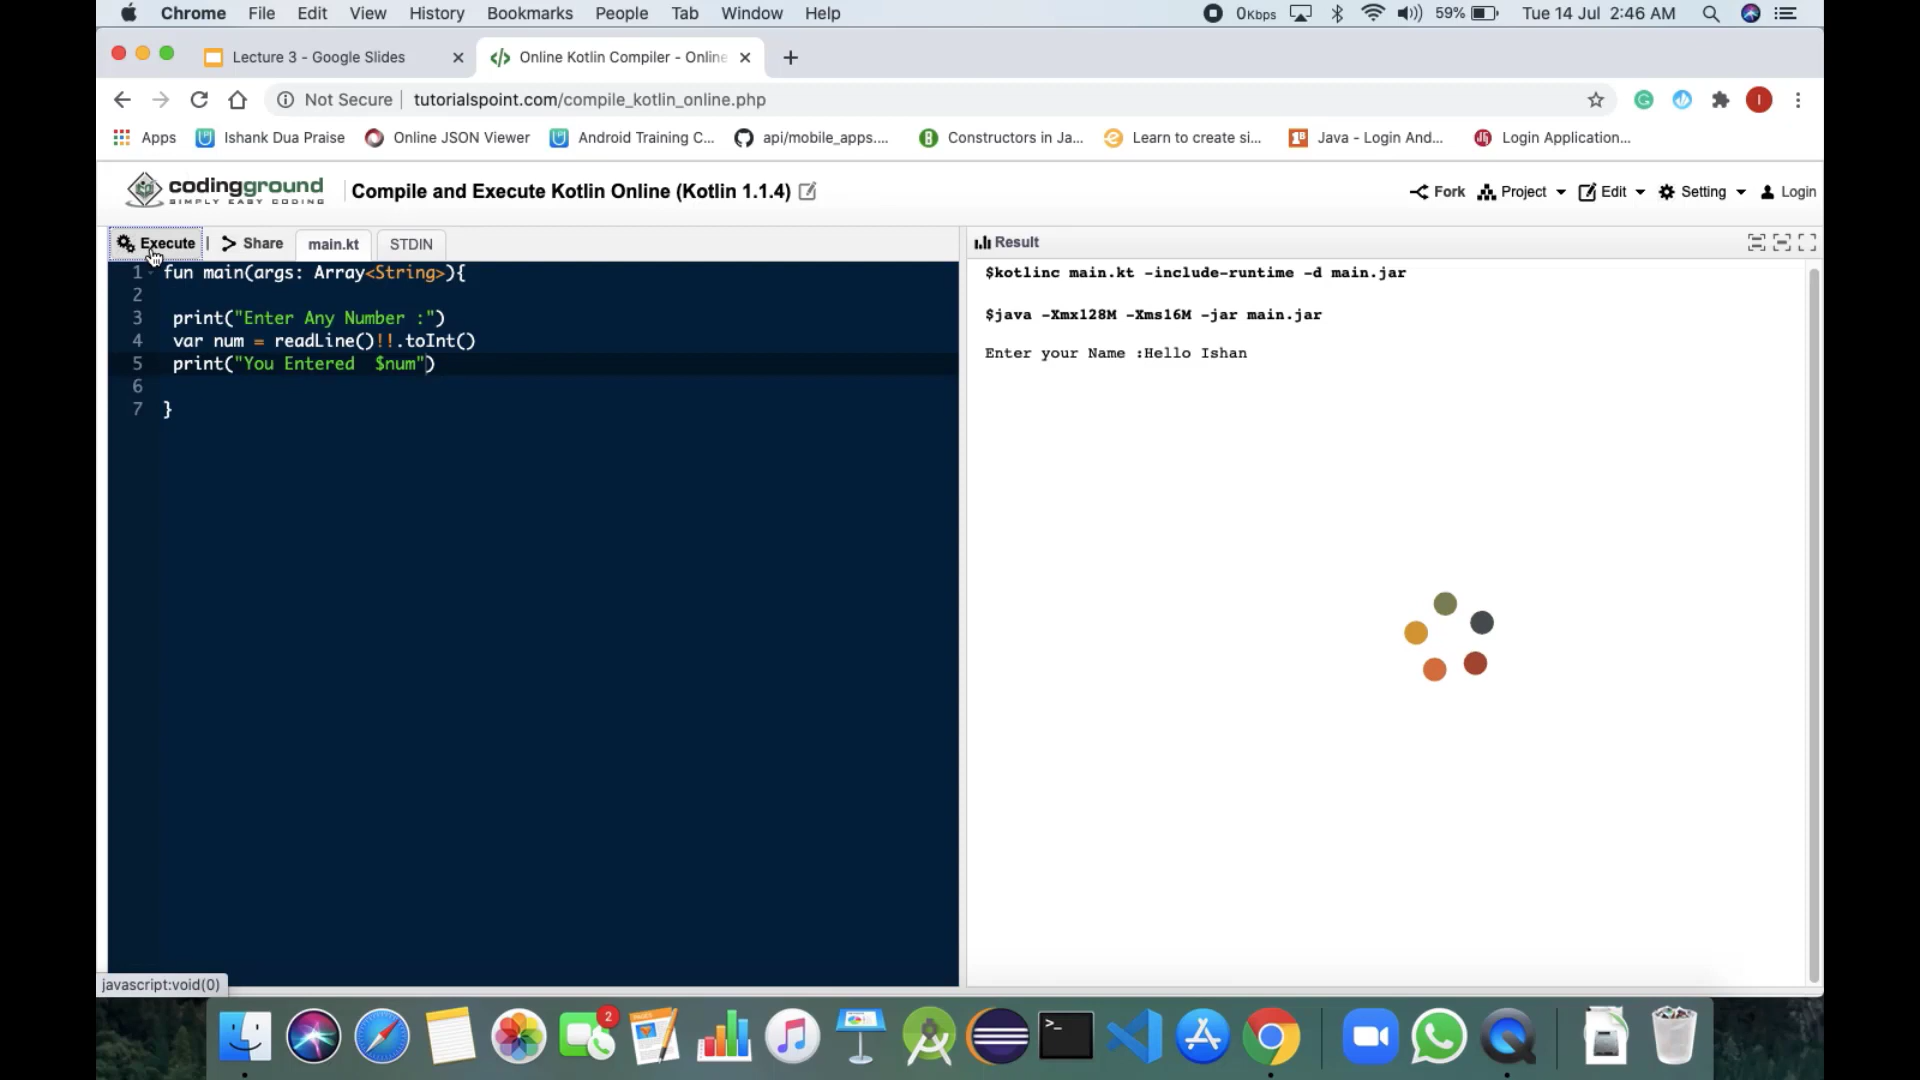 Chrome File Edit View History Bookmarks People Tab Window Help 0Kbps 59% Tue 14 Jul 2:46 AM
Lecture 3 - Google Slides Online Kotlin Compiler - Online
Not Secure tutorialspoint.com/compile_kotlin_online.php I
Apps Ishank Dua Praise Online JSON Viewer Android Training C... api/mobile_apps.... Constructors in Ja... Learn to create si... Java - Login And... Login Application...
codingground
SIMPLY EASY CODING
Compile and Execute Kotlin Online (Kotlin 1.1.4) Fork Project Edit Setting Login
Execute | Share main.kt STDIN
1 fun main(args: Array<String>){
2
3 print("Enter Any Number :")
4 var num = readLine()!!.toInt()
5 print("You Entered  $num")
6
7 }
Result
$kotlinc main.kt -include-runtime -d main.jar
$java -Xmx128M -Xms16M -jar main.jar
Enter your Name :Hello Ishan
javascript:void(0)
2
PAGES
>_